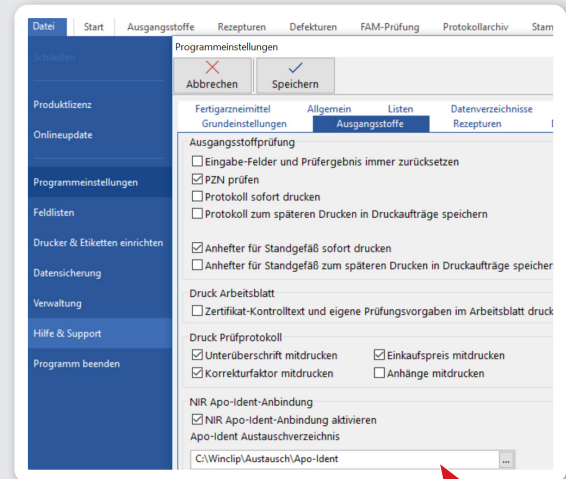 Datei Start Ausgangsstoffe Rezepturen Defekturen FAM-Prüfung Protokollarchiv Stam
Schließen
Produktlizenz
Onlineupdate
Programmeinstellungen
Feldlisten
Drucker & Etiketten einrichten
Datensicherung
Verwaltung
Hilfe & Support
Programm beenden
Programmeinstellungen
Abbrechen Speichern
Fertigarzneimittel Allgemein Listen Datenverzeichnisse
Grundeinstellungen Ausgangsstoffe Rezepturen
Ausgangsstoffprüfung
Eingabe-Felder und Prüfergebnis immer zurücksetzen
PZN prüfen
Protokoll sofort drucken
Protokoll zum späteren Drucken in Druckaufträge speichern
Anhefter für Standgefäß sofort drucken
Anhefter für Standgefäß zum späteren Drucken in Druckaufträge speicher
Druck Arbeitsblatt
Zertifikat-Kontrolltext und eigene Prüfungsvorgaben im Arbeitsblatt druck
Druck Prüfprotokoll
Unterüberschrift mitdrucken Einkaufspreis mitdrucken
Korrekturfaktor mitdrucken Anhänge mitdrucken
NIR Apo-Ident-Anbindung
NIR Apo-Ident-Anbindung aktivieren
Apo-Ident Austauschverzeichnis
C:\Winclip\Austausch\Apo-Ident ...